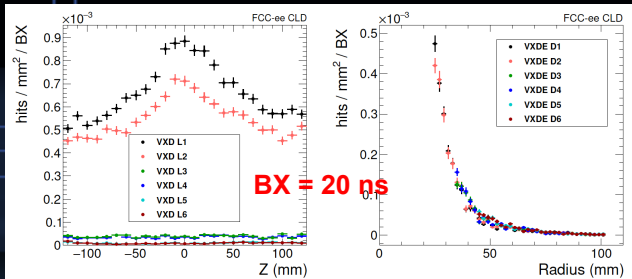 ×10⁻³ FCC-ee CLD
hits / mm² / BX
0.9
0.8
0.7
0.6
0.5
0.4
0.3
0.2
0.1
0
−100 −50 0 50 100
Z (mm)
VXD L1
VXD L2
VXD L3
VXD L4
VXD L5
VXD L6
BX = 20 ns
×10⁻³ FCC-ee CLD
hits / mm² / BX
0.5
0.4
0.3
0.2
0.1
0
0 50 100
Radius (mm)
VXDE D1
VXDE D2
VXDE D3
VXDE D4
VXDE D5
VXDE D6